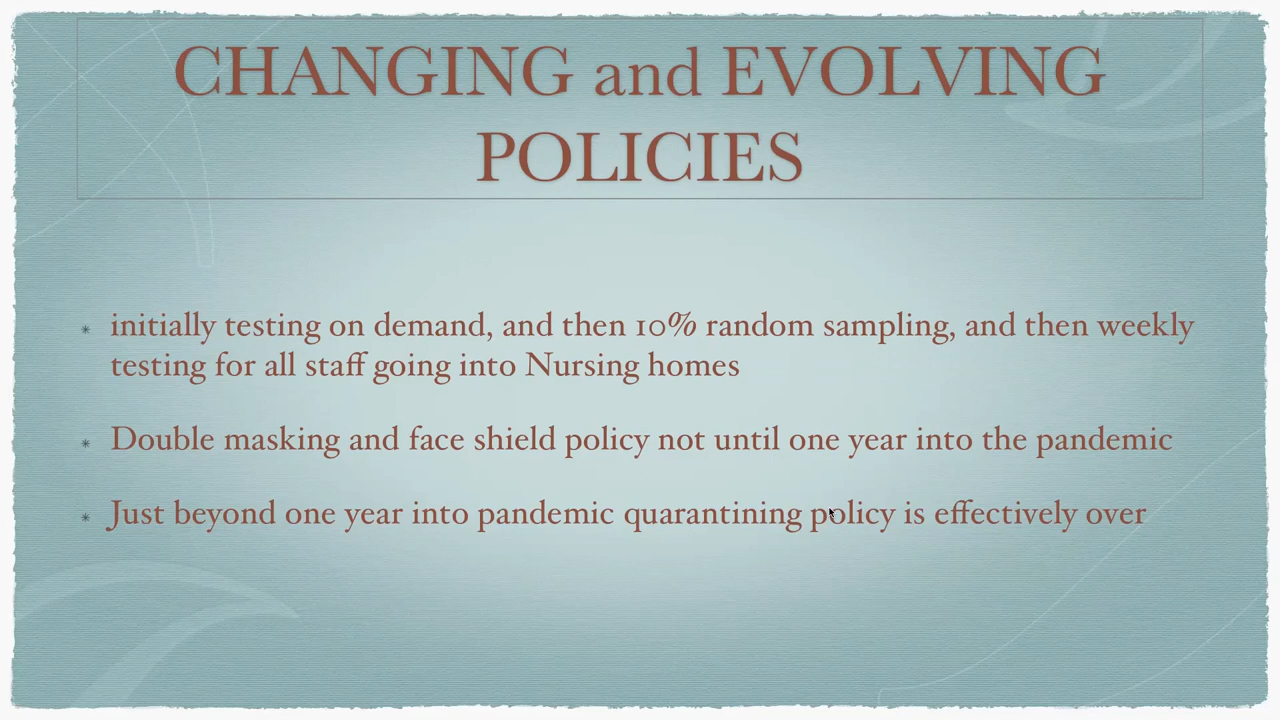 CHANGING and EVOLVING
POLICIES
* initially testing on demand, and then 10% random sampling, and then weekly
testing for all staff going into Nursing homes
* Double masking and face shield policy not until one year into the pandemic
* Just beyond one year into pandemic quarantining policy is effectively over